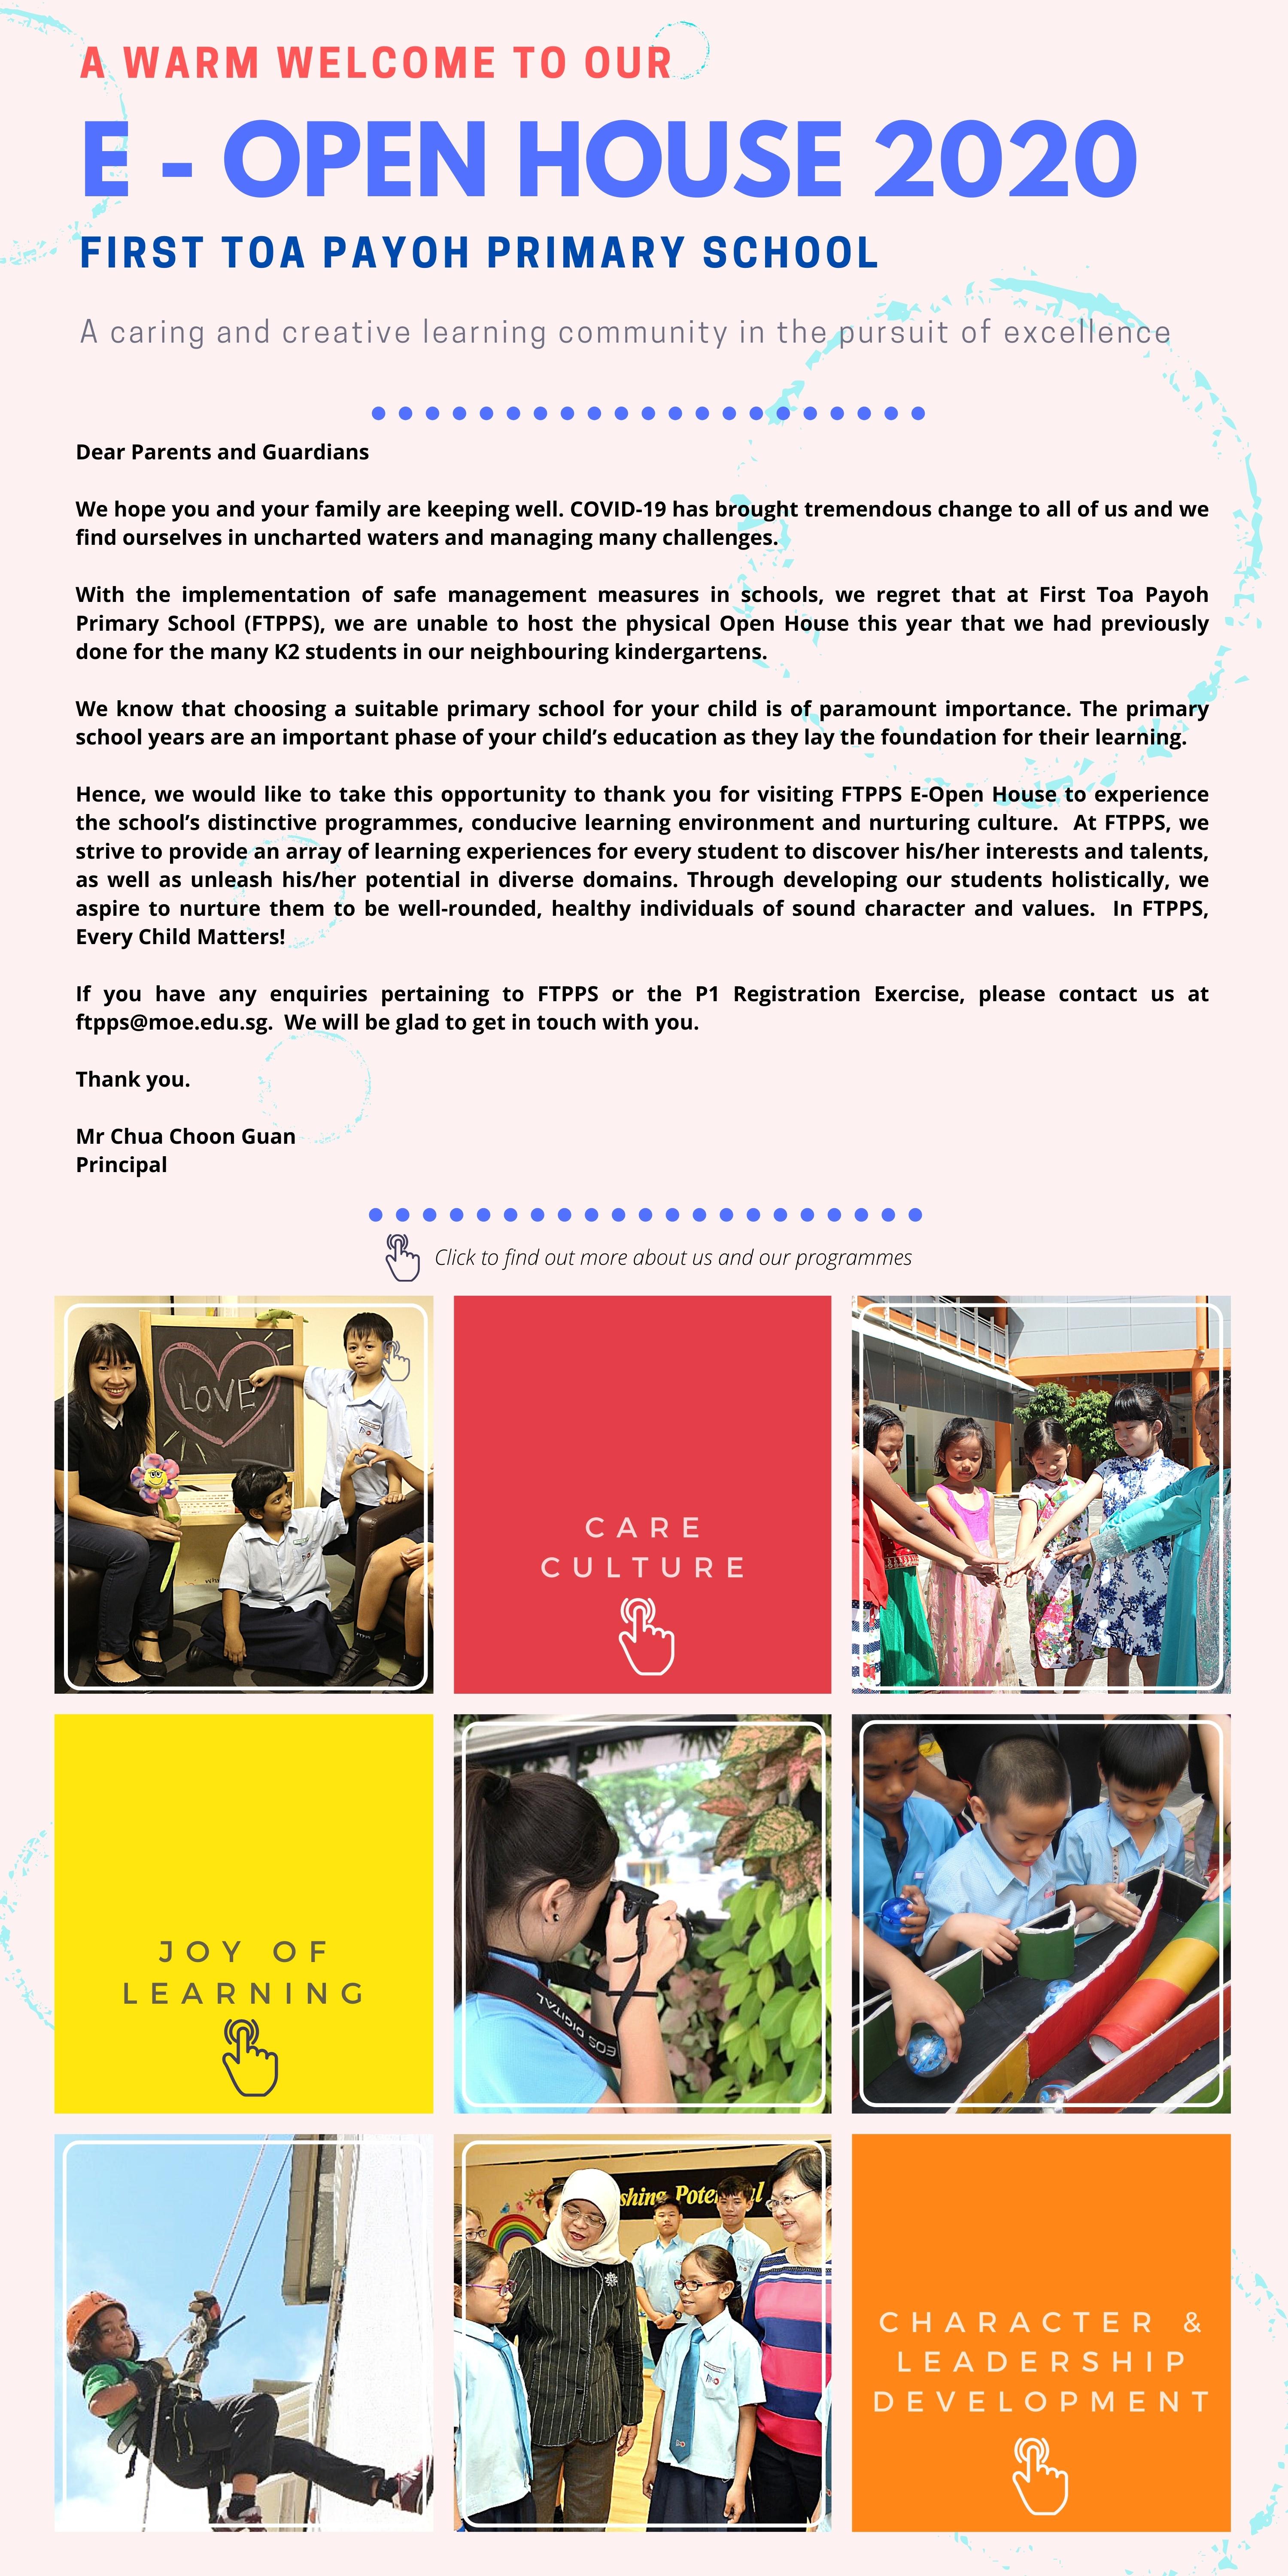 A WARM WELCOME TO OUR
E - OPEN HOUSE 2020
FIRST TOA PAYOH PRIMARY SCHOOL
A caring and creative learning community in the pursuit of excellence
Dear Parents and Guardians
We hope you and your family are keeping well. COVID-19 has brought tremendous change to all of us and we
find ourselves in uncharted waters and managing many challenges.
With the implementation of safe management measures in schools, we regret that at First Toa Payoh
Primary School (FTPPS), we are unable to host the physical Open House this year that we had previously
done for the many K2 students in our neighbouring kindergartens.
We know that choosing a suitable primary school for your child is of paramount importance. The primary
school years are an important phase of your child’s education as they lay the foundation for their learning.
Hence, we would like to take this opportunity to thank you for visiting FTPPS E-Open House to experience
the school’s distinctive programmes, conducive learning environment and nurturing culture.  At FTPPS, we
strive to provide an array of learning experiences for every student to discover his/her interests and talents,
as well as unleash his/her potential in diverse domains. Through developing our students holistically, we
aspire to nurture them to be well-rounded, healthy individuals of sound character and values.  In FTPPS,
Every Child Matters!
If you have any enquiries pertaining to FTPPS or the P1 Registration Exercise, please contact us at
ftpps@moe.edu.sg.  We will be glad to get in touch with you.
Thank you.
Mr Chua Choon Guan
Principal
Click to find out more about us and our programmes
LOVE
CARE
CULTURE
JOY OF
LEARNING
EOS DIGITAL
CHARACTER &
LEADERSHIP
DEVELOPMENT